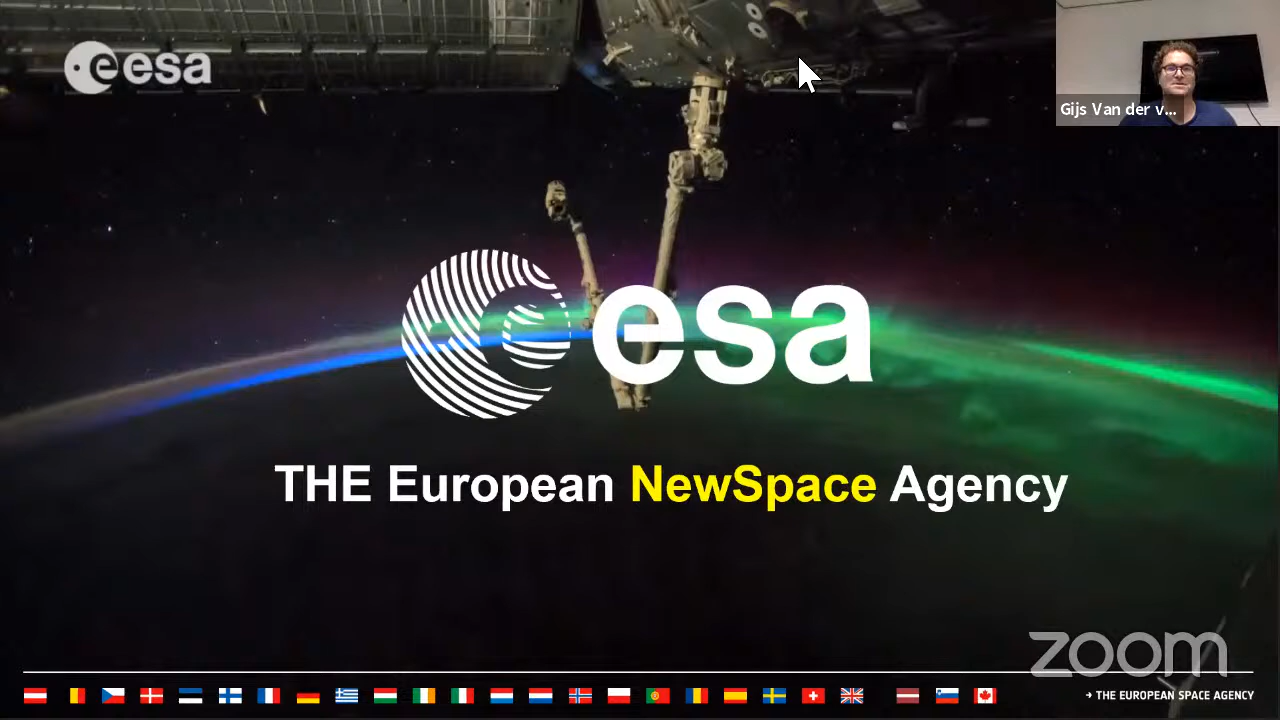 esa
Gijs Van der v...
esa
THE European NewSpace Agency
zoom
→ THE EUROPEAN SPACE AGENCY